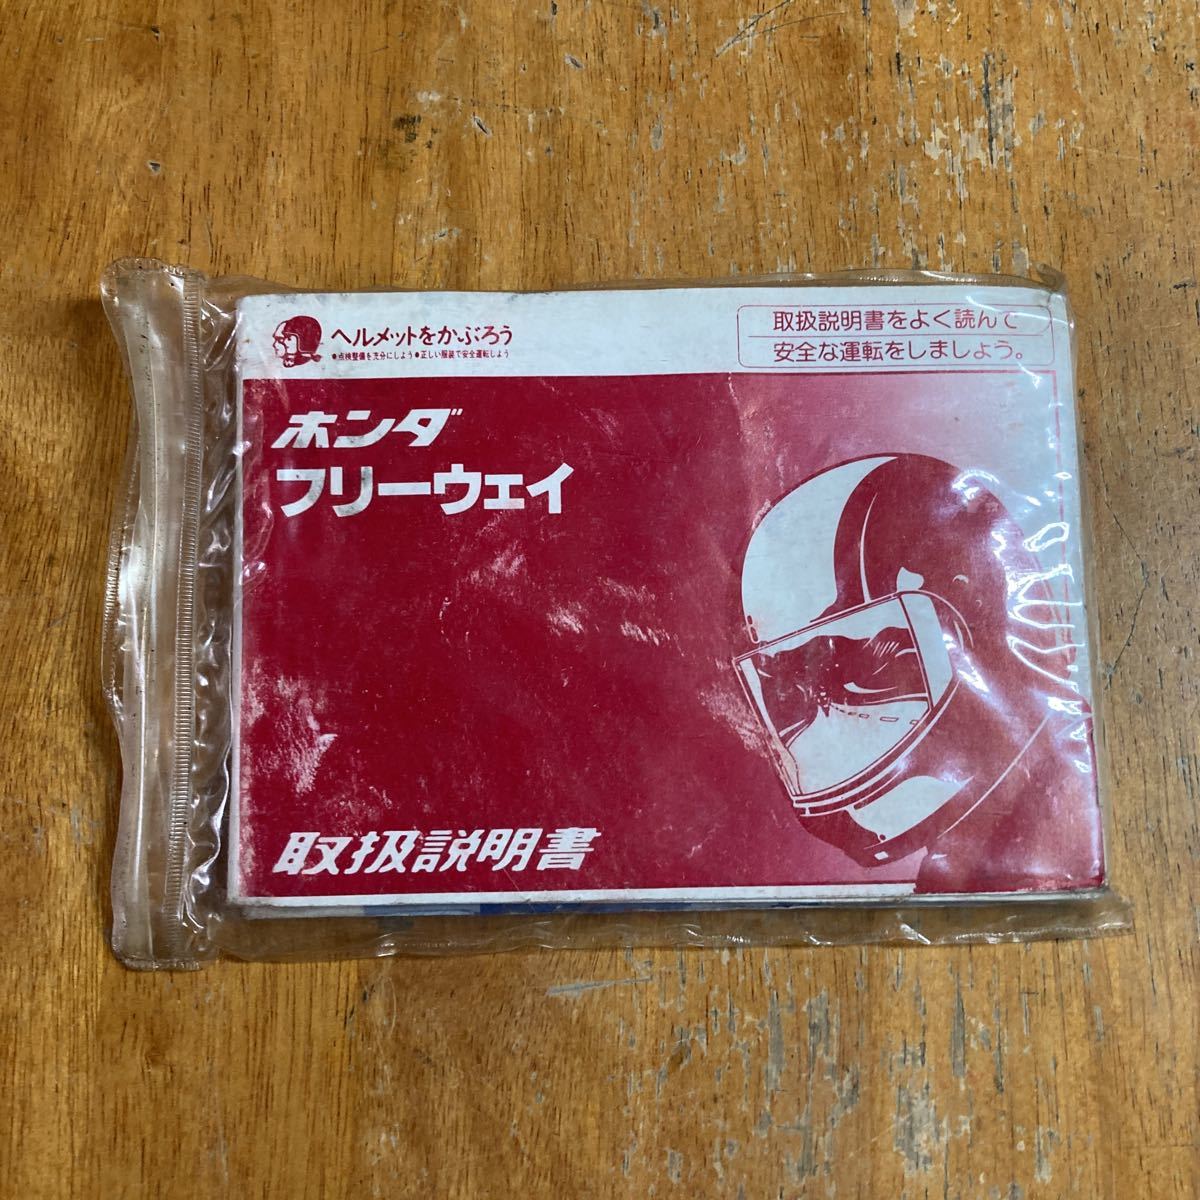 ヘルメットをかぶろう
●点検整備を充分にしよう●正しい服装で安全運転しよう
取扱説明書をよく読んで
安全な運転をしましょう。
ホンダ
フリーウェイ
取扱説明書